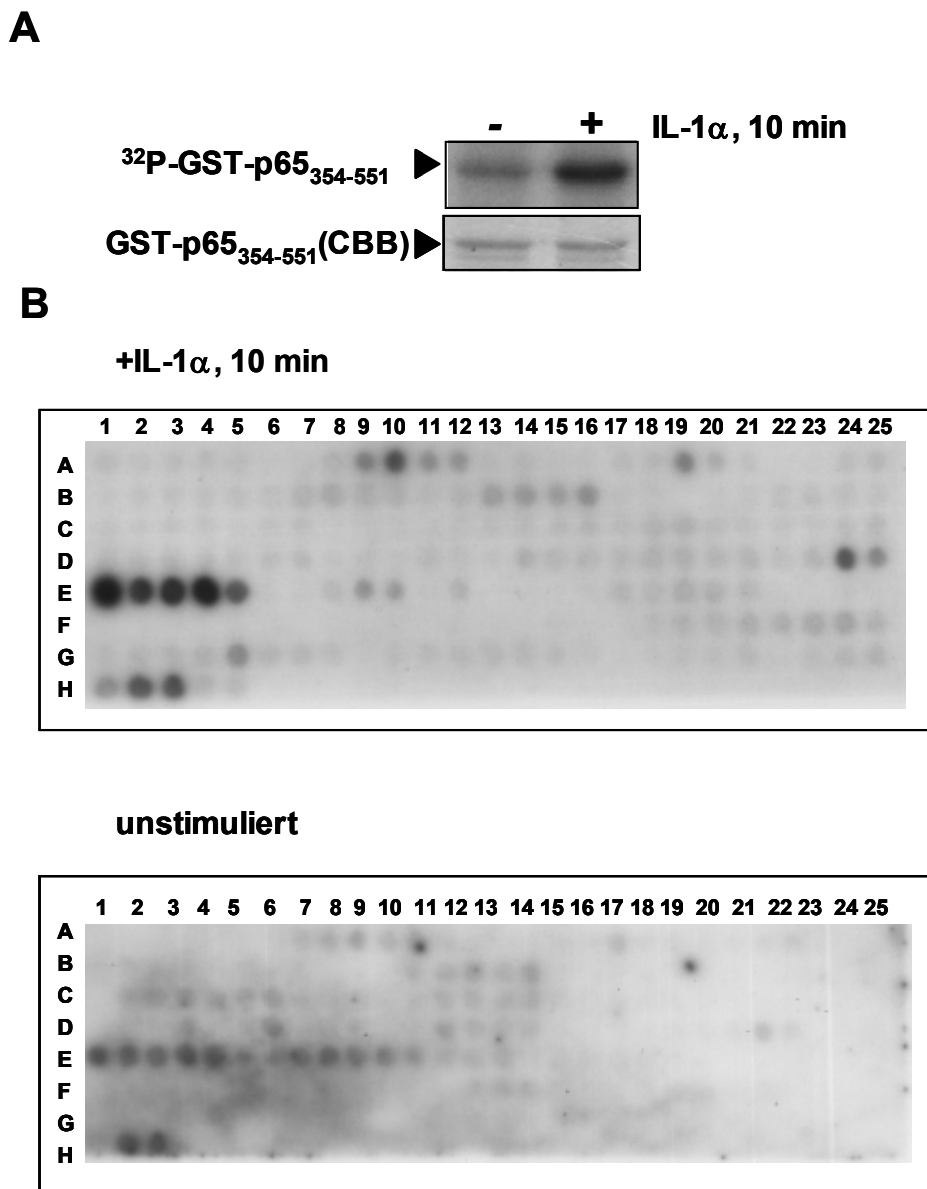 A
- + IL-1α, 10 min
³²P-GST-p65₃₅₄₋₅₅₁
GST-p65₃₅₄₋₅₅₁(CBB)
B
+IL-1α, 10 min
1 2 3 4 5 6 7 8 9 10 11 12 13 14 15 16 17 18 19 20 21 22 23 24 25
A
B
C
D
E
F
G
H
unstimuliert
1 2 3 4 5 6 7 8 9 10 11 12 13 14 15 16 17 18 19 20 21 22 23 24 25
A
B
C
D
E
F
G
H